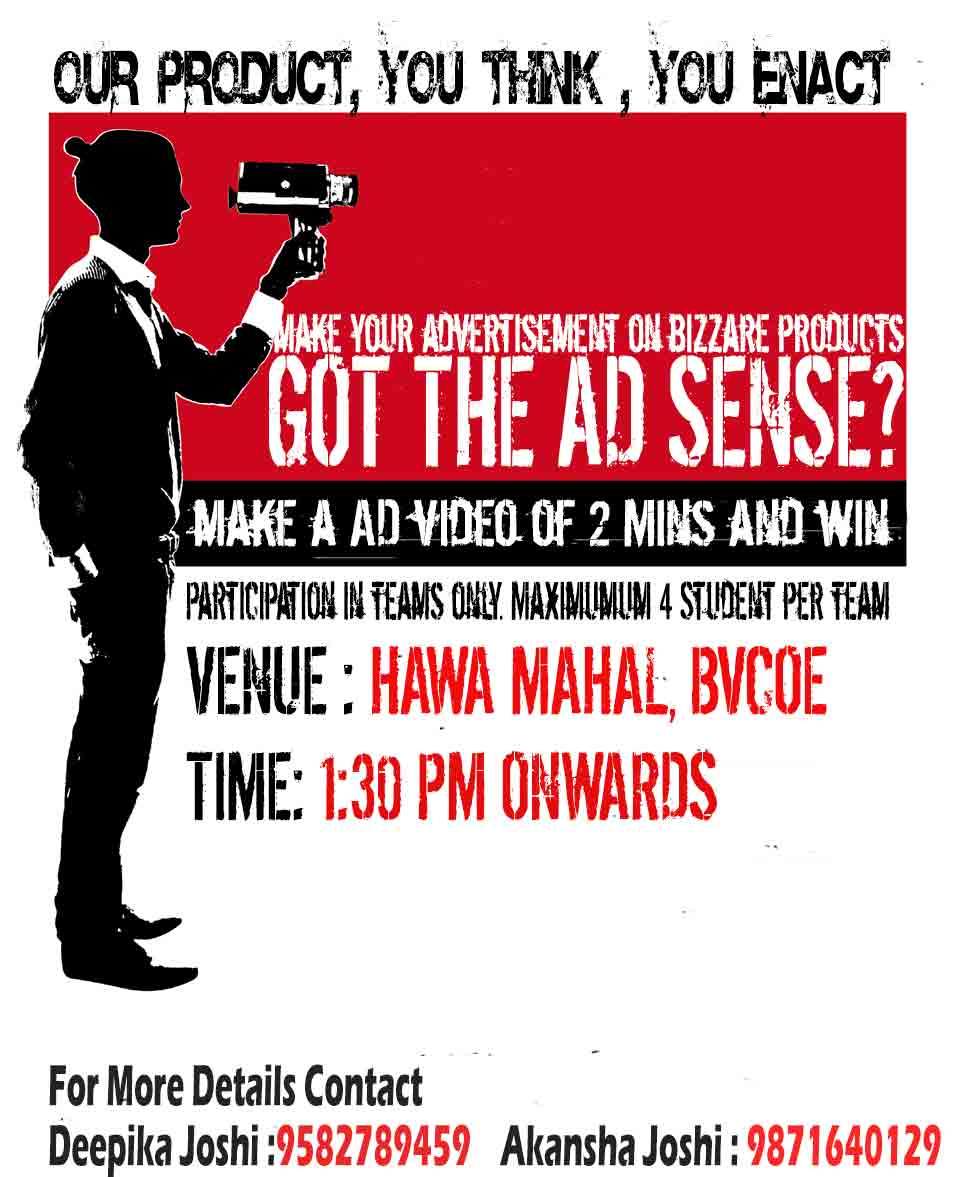 OUR PRODUCT, YOU THINK , YOU ENACT
MAKE YOUR ADVERTISEMENT ON BIZZARE PRODUCTS
GOT THE AD SENSE?
MAKE A AD VIDEO OF 2 MINS AND WIN
PARTICIPATION IN TEAMS ONLY. MAXIMUMUM 4 STUDENT PER TEAM
VENUE : HAWA MAHAL, BVCOE
TIME: 1:30 PM ONWARDS
For More Details Contact
Deepika Joshi :9582789459 Akansha Joshi : 9871640129